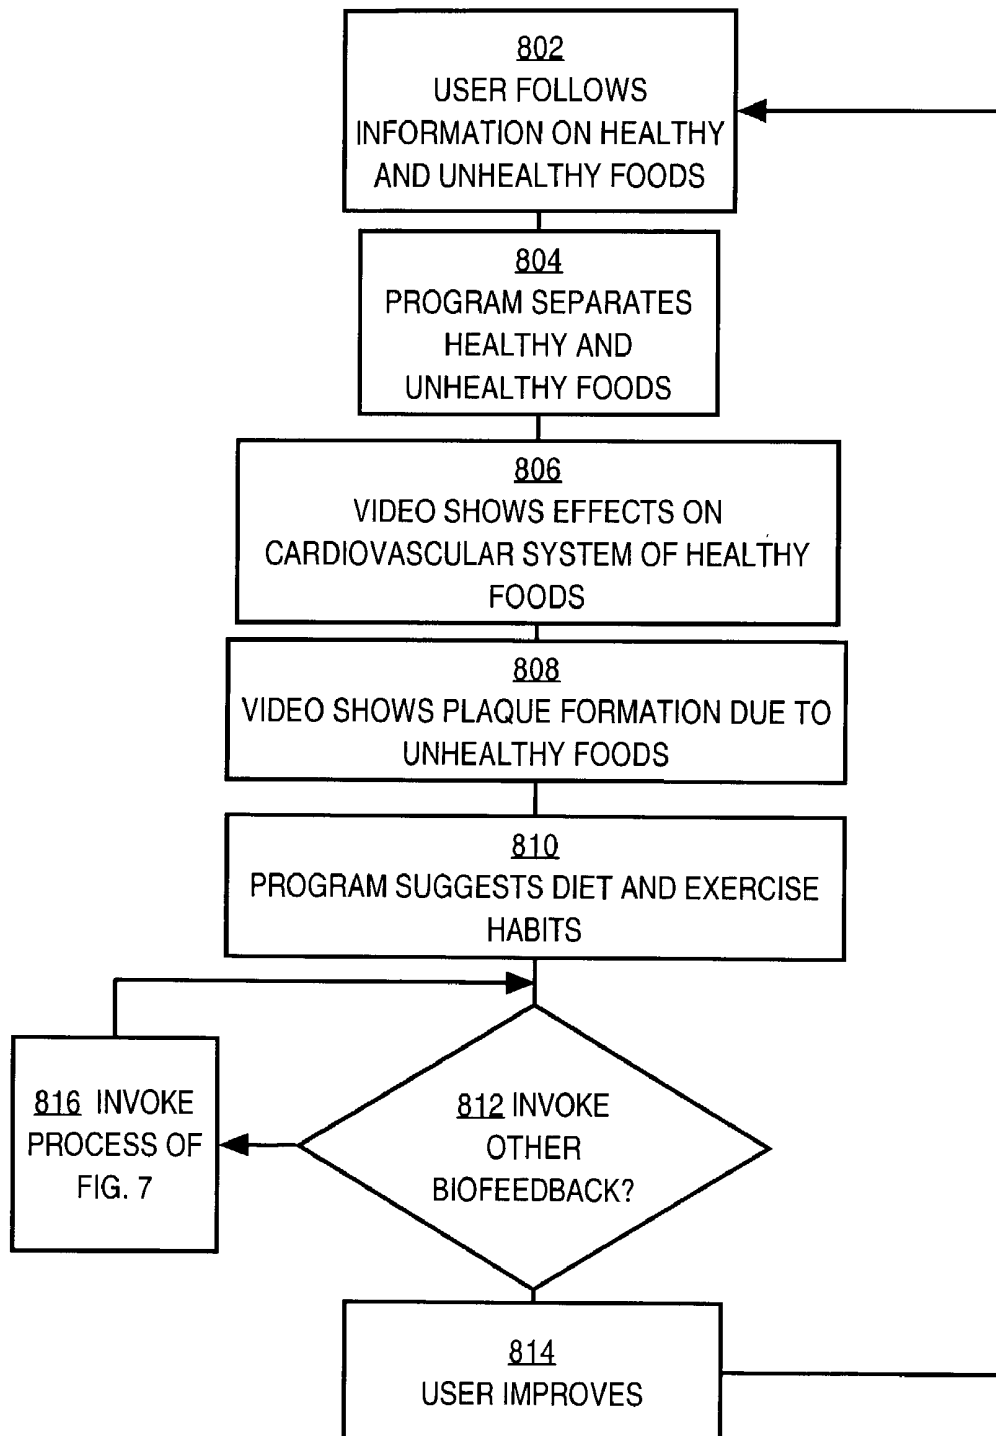 802
USER FOLLOWS
INFORMATION ON HEALTHY
AND UNHEALTHY FOODS
804
PROGRAM SEPARATES
HEALTHY AND
UNHEALTHY FOODS
806
VIDEO SHOWS EFFECTS ON
CARDIOVASCULAR SYSTEM OF HEALTHY
FOODS
808
VIDEO SHOWS PLAQUE FORMATION DUE TO
UNHEALTHY FOODS
810
PROGRAM SUGGESTS DIET AND EXERCISE
HABITS
816 INVOKE
PROCESS OF
FIG. 7
812 INVOKE
OTHER
BIOFEEDBACK?
814
USER IMPROVES